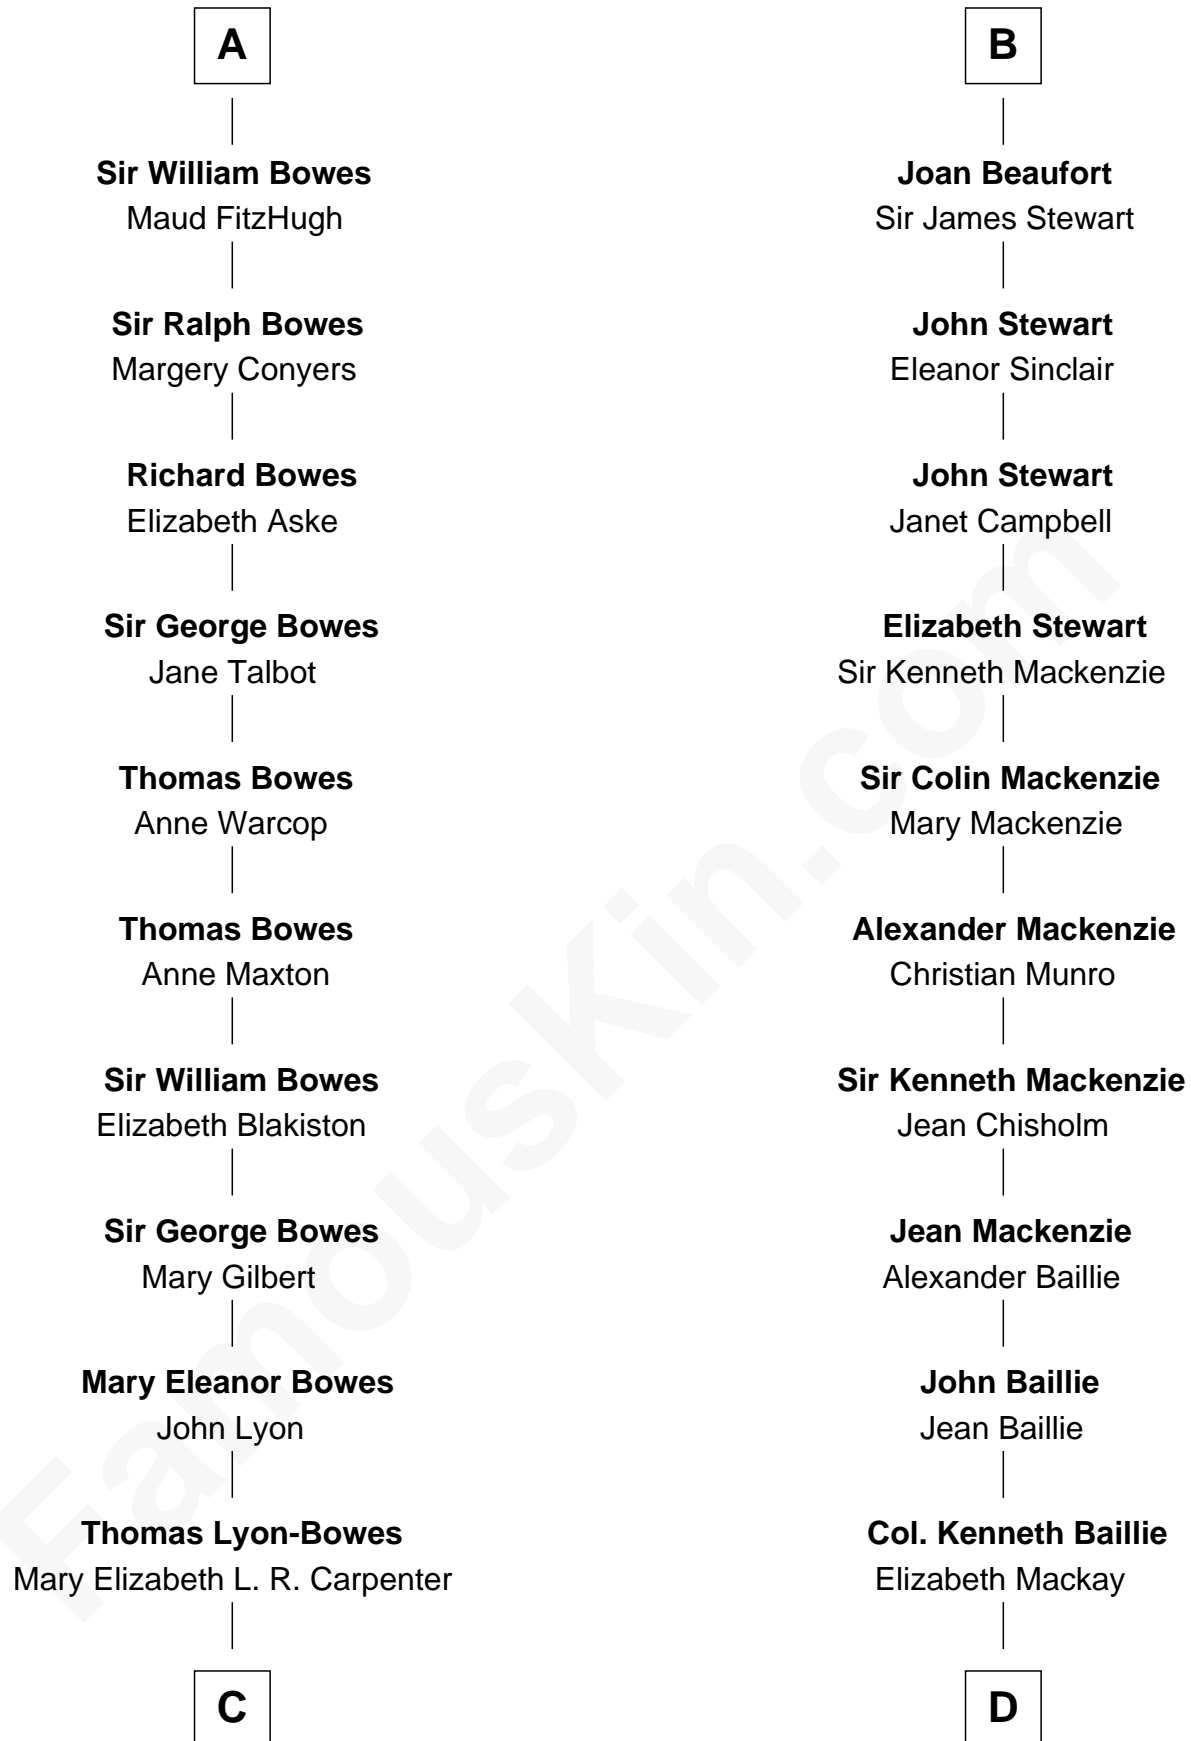 A
Sir William Bowes
Maud FitzHugh
Sir Ralph Bowes
Margery Conyers
Richard Bowes
Elizabeth Aske
Sir George Bowes
Jane Talbot
Thomas Bowes
Anne Warcop
Thomas Bowes
Anne Maxton
Sir William Bowes
Elizabeth Blakiston
Sir George Bowes
Mary Gilbert
Mary Eleanor Bowes
John Lyon
Thomas Lyon-Bowes
Mary Elizabeth L. R. Carpenter
C
B
Joan Beaufort
Sir James Stewart
John Stewart
Eleanor Sinclair
John Stewart
Janet Campbell
Elizabeth Stewart
Sir Kenneth Mackenzie
Sir Colin Mackenzie
Mary Mackenzie
Alexander Mackenzie
Christian Munro
Sir Kenneth Mackenzie
Jean Chisholm
Jean Mackenzie
Alexander Baillie
John Baillie
Jean Baillie
Col. Kenneth Baillie
Elizabeth Mackay
D
FamousKin.com